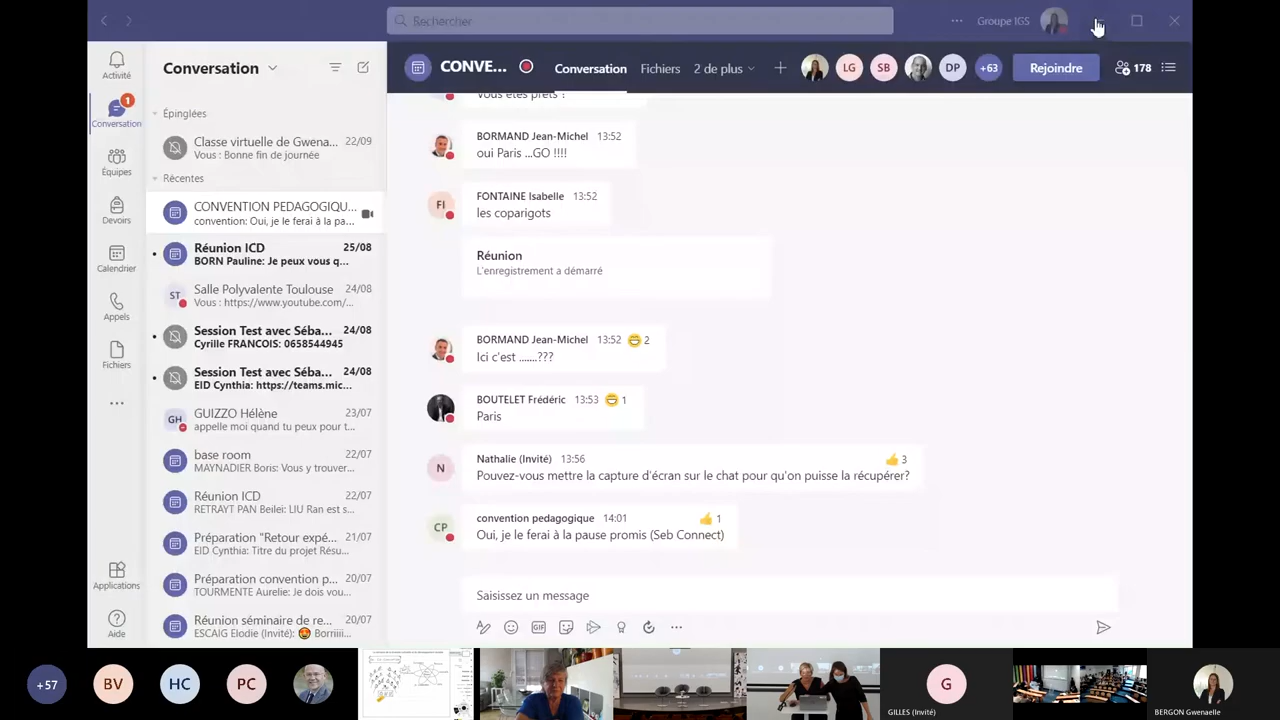 Rechercher
Groupe IGS
Activité
1
Conversation
Équipes
Devoirs
Calendrier
Appels
Fichiers
Applications
Aide
Conversation
Épinglées
Classe virtuelle de Gwena... 22/09
Vous : Bonne fin de journée
Récentes
CONVENTION PEDAGOGIQU...
convention: Oui, je le ferai à la pa...
Réunion ICD 25/08
BORN Pauline: Je peux vous q...
ST
Salle Polyvalente Toulouse 24/08
Vous : https://www.youtube.com/...
Session Test avec Séba... 24/08
Cyrille FRANCOIS: 0658544945
Session Test avec Séba... 24/08
EID Cynthia: https://teams.mic...
GH
GUIZZO Hélène 23/07
appelle moi quand tu peux pour t...
base room 22/07
MAYNADIER Boris: Vous y trouver...
Réunion ICD 22/07
RETRAYT PAN Beilei: LIU Ran est s...
Préparation "Retour expé... 21/07
EID Cynthia: Titre du projet Résu...
Préparation convention p... 20/07
TOURMENTE Aurelie: Je dois vou...
Réunion séminaire de re... 20/07
ESCAIG Elodie (Invité): Borriiii...
CONVE... Conversation Fichiers 2 de plus LG SB DP +63 Rejoindre 178
Vous êtes prêts ?
BORMAND Jean-Michel 13:52
oui Paris ...GO !!!!
FI
FONTAINE Isabelle 13:52
les coparigots
Réunion
L'enregistrement a démarré
BORMAND Jean-Michel 13:52 2
Ici c'est .......???
BOUTELET Frédéric 13:53 1
Paris
N
Nathalie (Invité) 13:56 3
Pouvez-vous mettre la capture d'écran sur le chat pour qu'on puisse la récupérer?
CP
convention pedagogique 14:01 1
Oui, je le ferai à la pause promis (Seb Connect)
Saisissez un message
GIF
+57 BV HC PC G
GILLES (Invité)
BERGON Gwenaelle